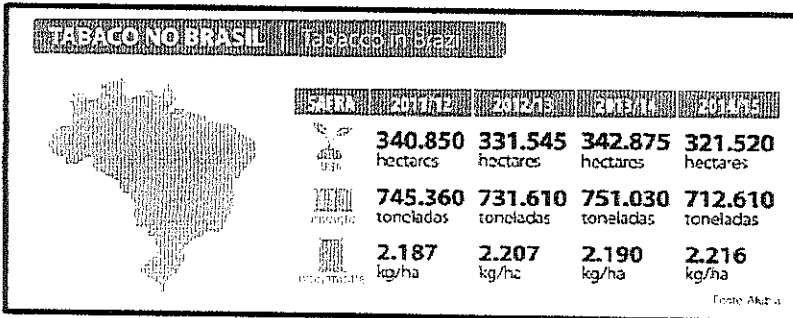 TABACO NO BRASIL | Tabacco in Brazil
SAFRA 2011/12 2012/13 2013/14 2014/15
340.850 331.545 342.875 321.520
hectares hectares hectares hectares
745.360 731.610 751.030 712.610
toneladas toneladas toneladas toneladas
2.187 2.207 2.190 2.216
kg/ha kg/ha kg/ha kg/ha
Fonte: